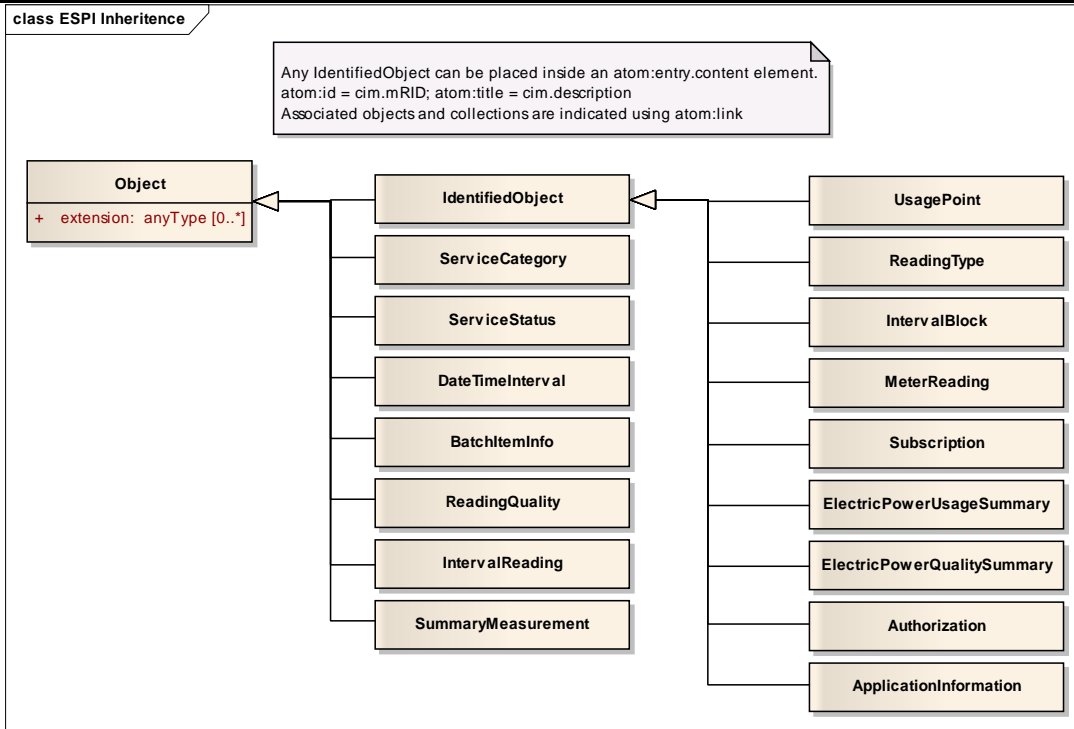 class ESPI Inheritence
Any IdentifiedObject can be placed inside an atom:entry.content element.
atom:id = cim.mRID; atom:title = cim.description
Associated objects and collections are indicated using atom:link
Object
+ extension: anyType [0..*]
IdentifiedObject
ServiceCategory
ServiceStatus
DateTimeInterval
BatchItemInfo
ReadingQuality
IntervalReading
SummaryMeasurement
UsagePoint
ReadingType
IntervalBlock
MeterReading
Subscription
ElectricPowerUsageSummary
ElectricPowerQualitySummary
Authorization
ApplicationInformation